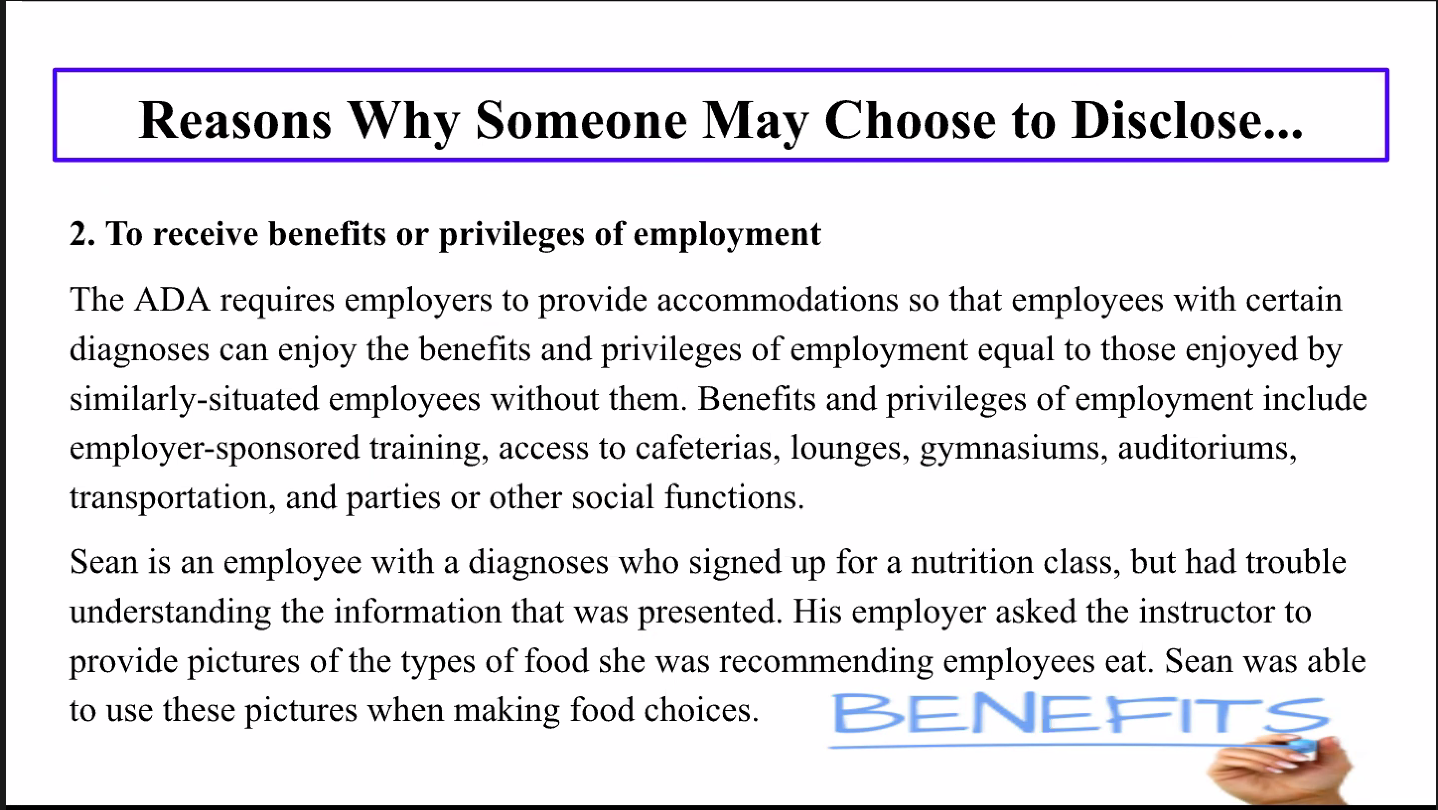 Reasons Why Someone May Choose to Disclose...
2. To receive benefits or privileges of employment
The ADA requires employers to provide accommodations so that employees with certain
diagnoses can enjoy the benefits and privileges of employment equal to those enjoyed by
similarly-situated employees without them. Benefits and privileges of employment include
employer-sponsored training, access to cafeterias, lounges, gymnasiums, auditoriums,
transportation, and parties or other social functions.
Sean is an employee with a diagnoses who signed up for a nutrition class, but had trouble
understanding the information that was presented. His employer asked the instructor to
provide pictures of the types of food she was recommending employees eat. Sean was able
to use these pictures when making food choices.
BENEFITS